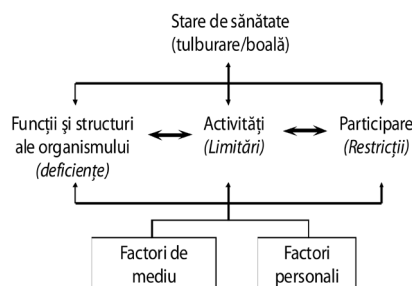 Stare de sănătate
(tulburare/boală)
Funcții și structuri
ale organismului
(deficiențe)
Activități
(Limitări)
Participare
(Restricții)
Factori de
mediu
Factori
personali